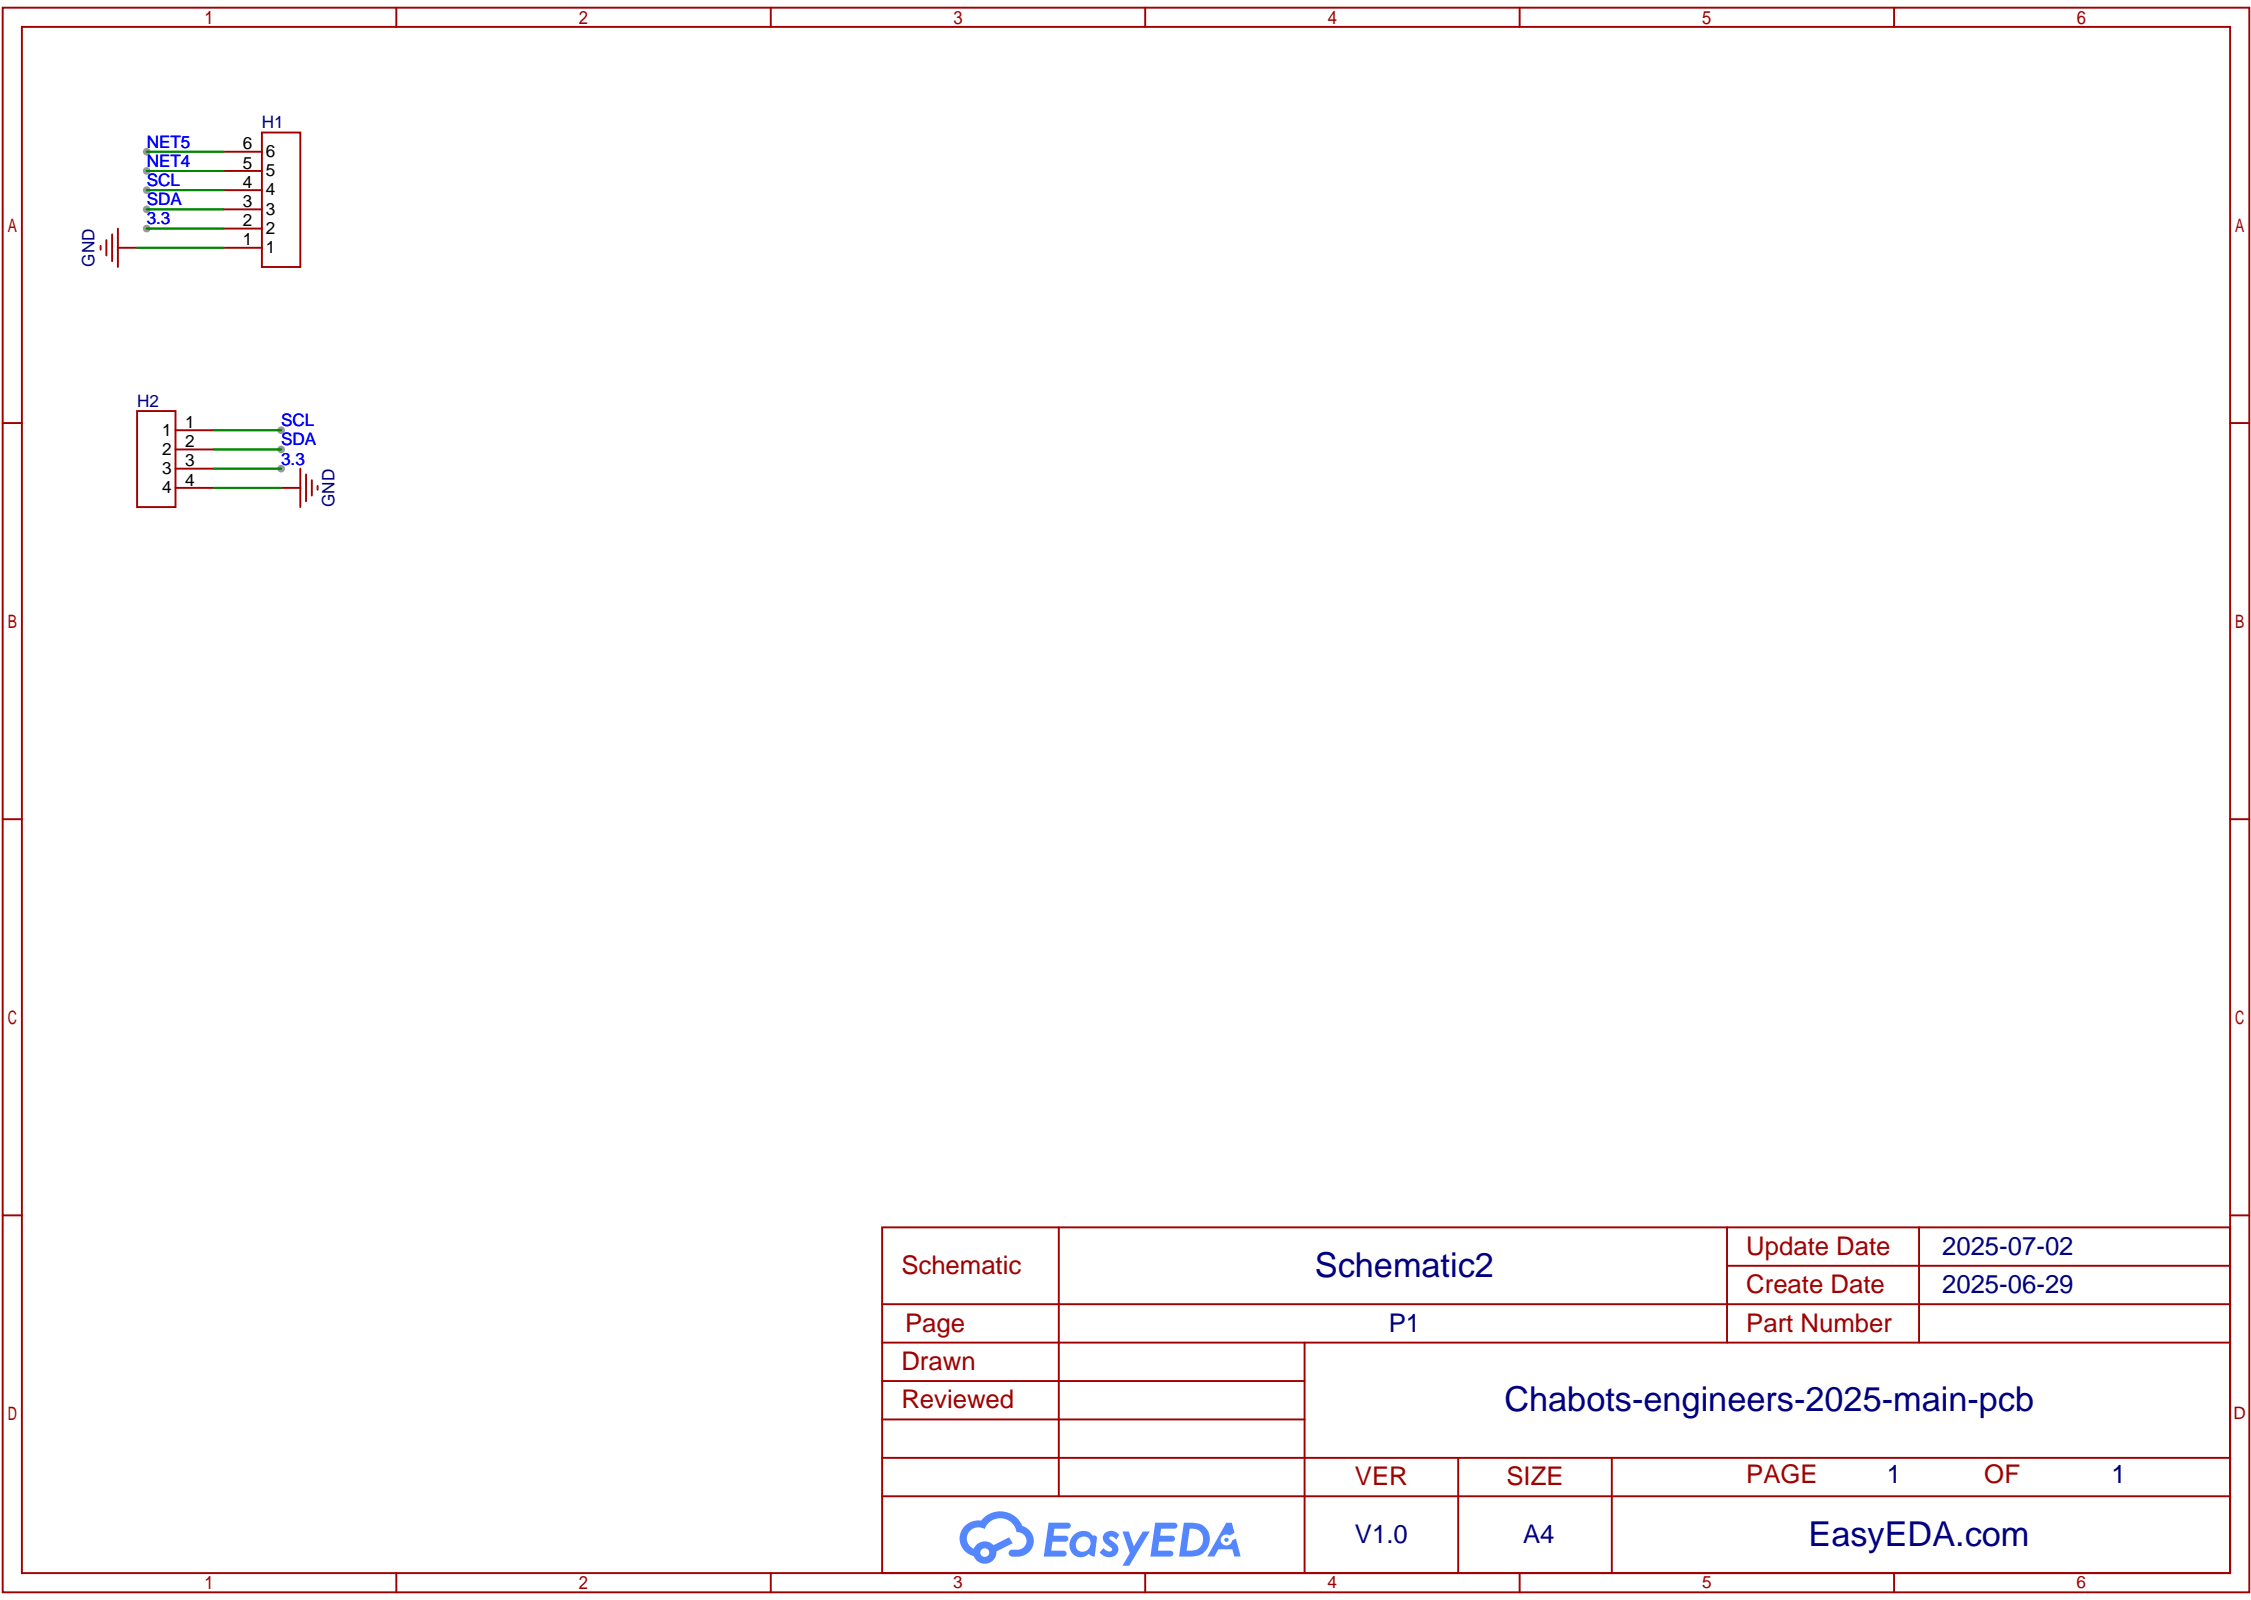 1 2 3 4 5 6
H1
NET5 6 6
NET4 5 5
SCL 4 4
SDA 3 3
3.3 2 2
GND 1 1
A A
H2
1 1 SCL
2 2 SDA
3 3 3.3
4 4 GND
B B
C C
Schematic Schematic2 Update Date 2025-07-02
Create Date 2025-06-29
Page P1 Part Number
Drawn
Reviewed Chabots-engineers-2025-main-pcb
D D
VER SIZE PAGE 1 OF 1
EasyEDA V1.0 A4 EasyEDA.com
1 2 3 4 5 6